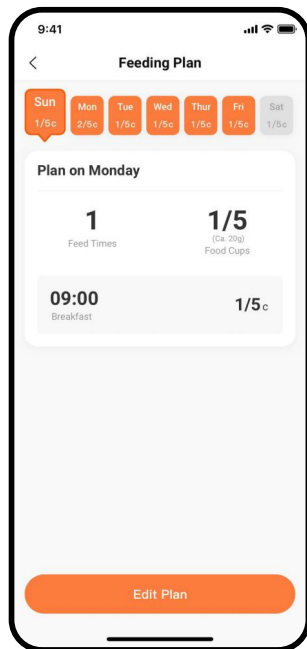 9:41
Feeding Plan
Sun Mon Tue Wed Thur Fri Sat
1/5c 2/5c 1/5c 1/5c 1/5c 1/5c 1/5c
Plan on Monday
1 1/5
(Ca. 20g)
Feed Times Food Cups
09:00 1/5 c
Breakfast
Edit Plan